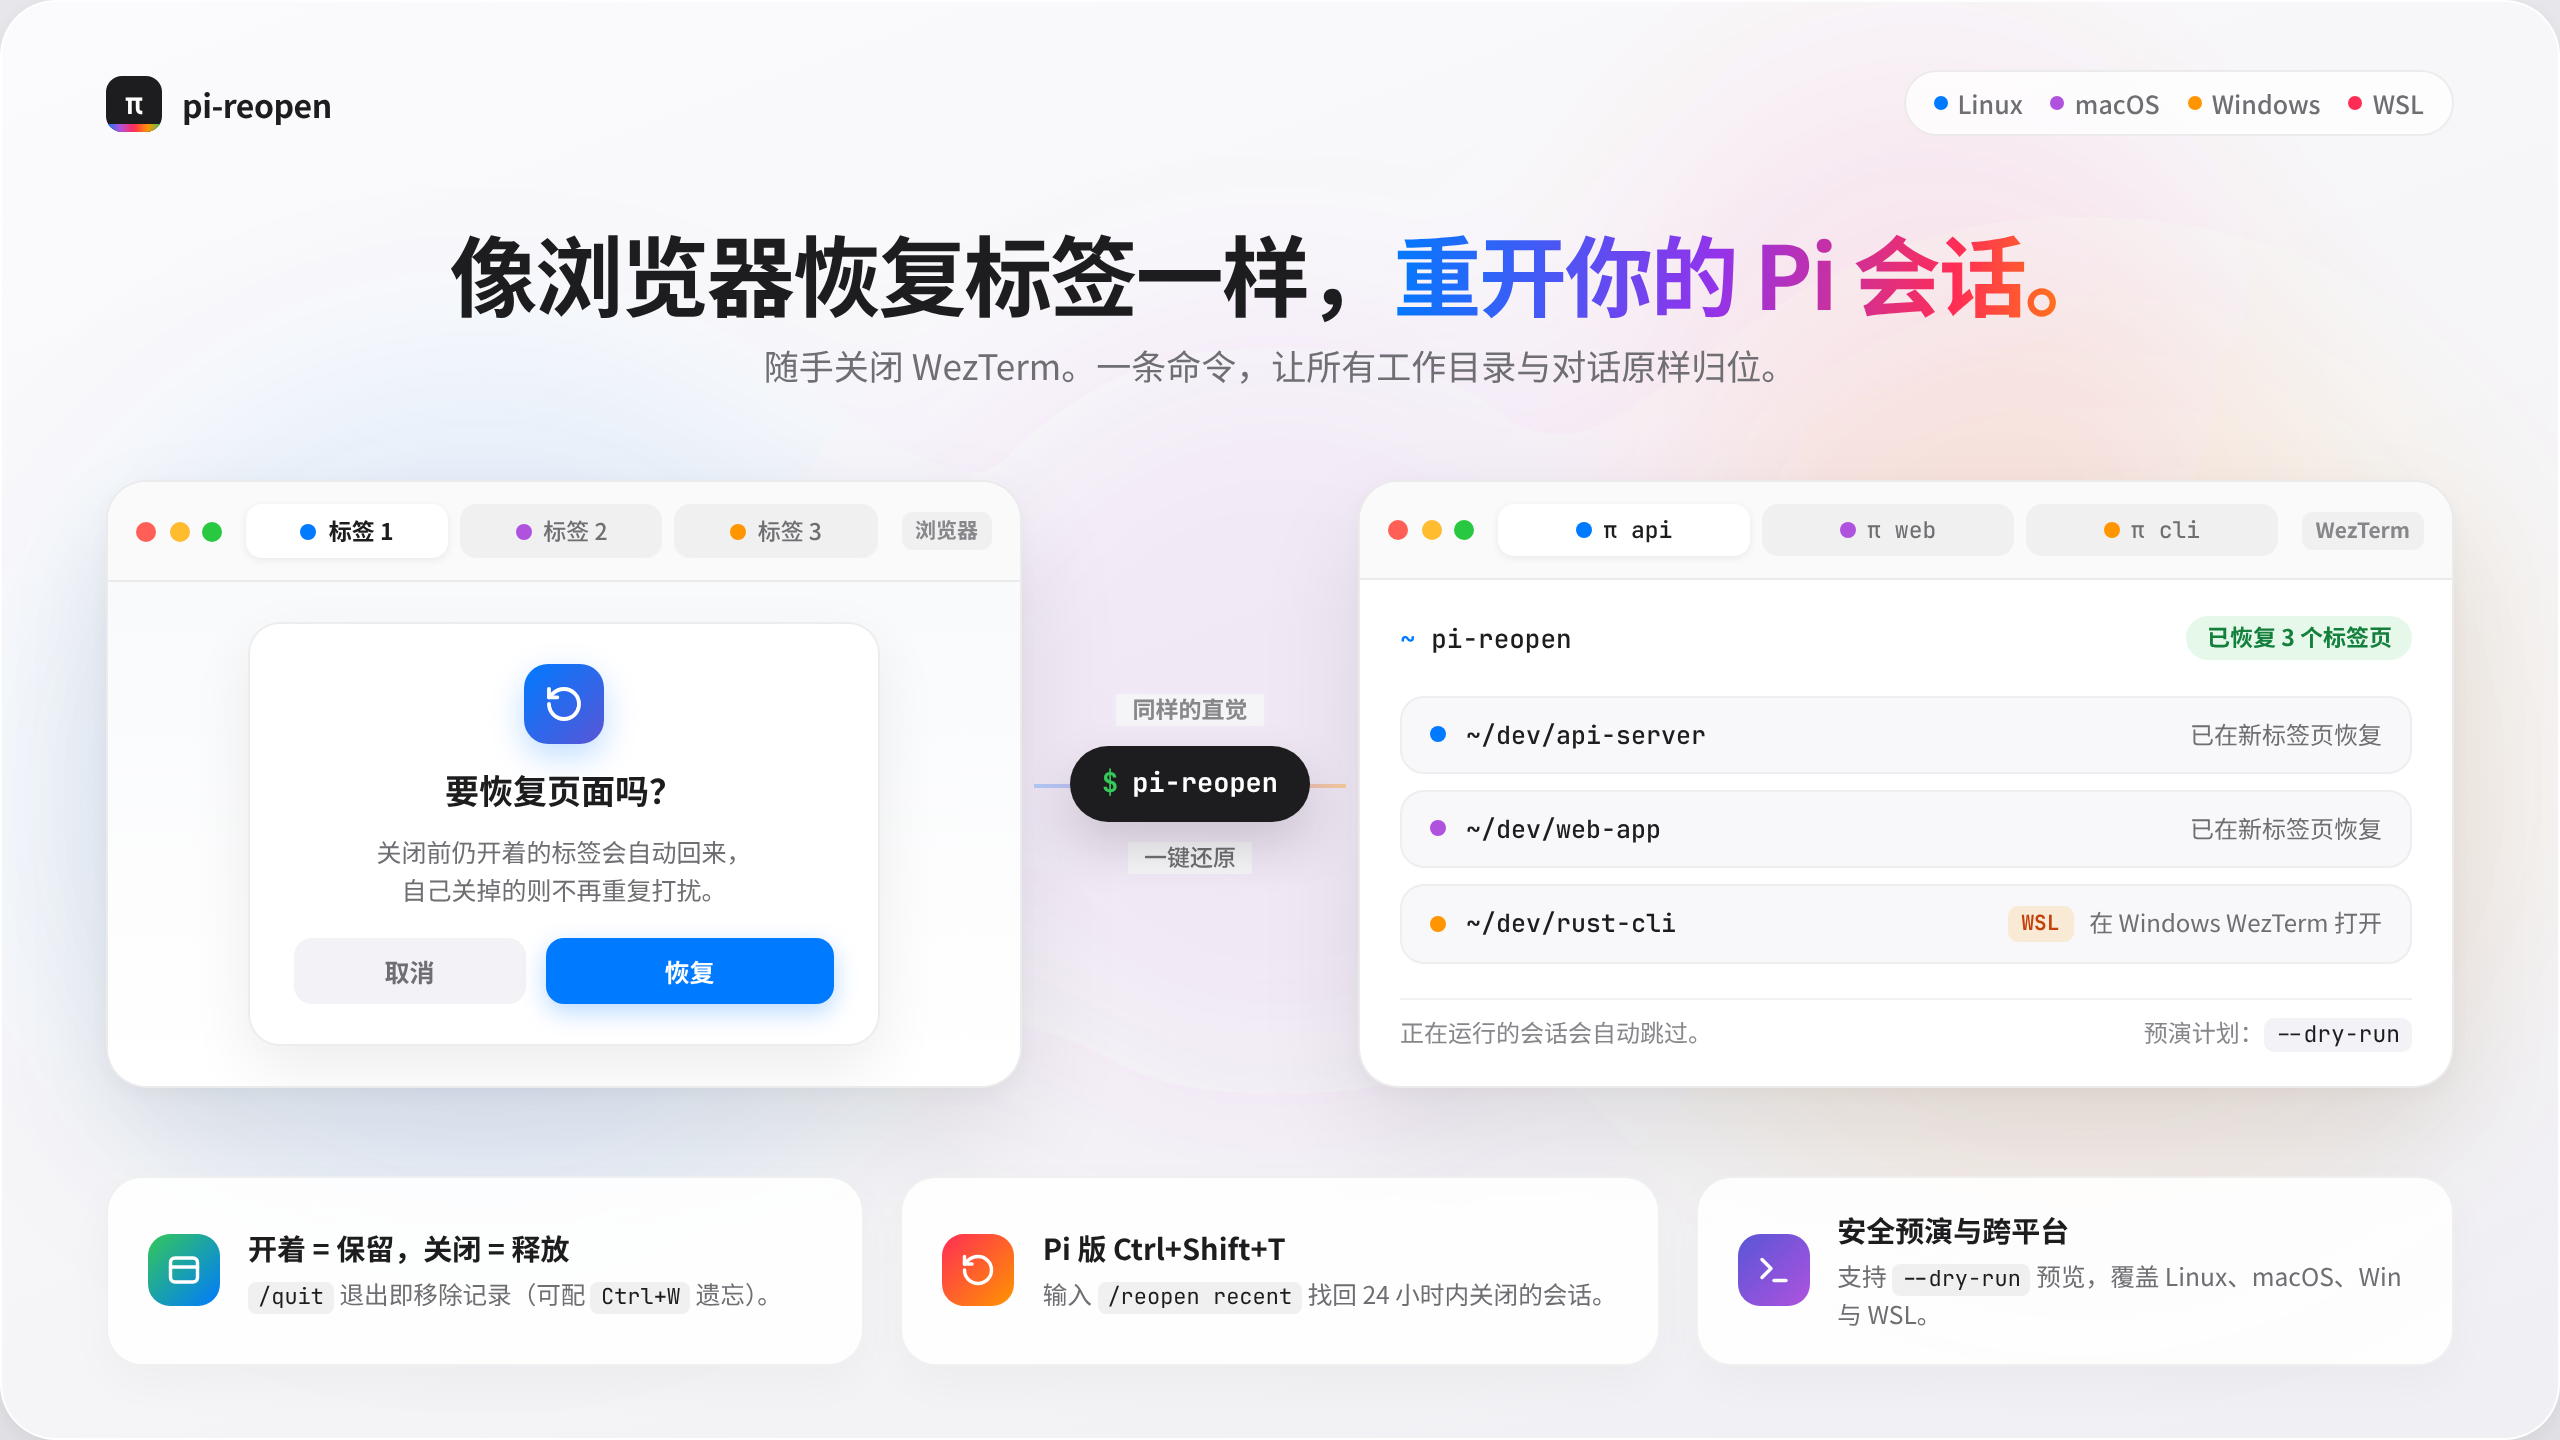 π pi-reopen
Linux macOS Windows WSL
像浏览器恢复标签一样，重开你的 Pi 会话。
随手关闭 WezTerm。一条命令，让所有工作目录与对话原样归位。
标签 1 标签 2 标签 3 浏览器
要恢复页面吗？
关闭前仍开着的标签会自动回来，
自己关掉的则不再重复打扰。
取消 恢复
同样的直觉
$ pi-reopen
一键还原
π api π web π cli WezTerm
~ pi-reopen 已恢复 3 个标签页
~/dev/api-server 已在新标签页恢复
~/dev/web-app 已在新标签页恢复
~/dev/rust-cli WSL 在 Windows WezTerm 打开
正在运行的会话会自动跳过。 预演计划： --dry-run
开着 = 保留，关闭 = 释放
/quit 退出即移除记录（可配 Ctrl+W 遗忘）。
Pi 版 Ctrl+Shift+T
输入 /reopen recent 找回 24 小时内关闭的会话。
安全预演与跨平台
支持 --dry-run 预览，覆盖 Linux、macOS、Win
与 WSL。